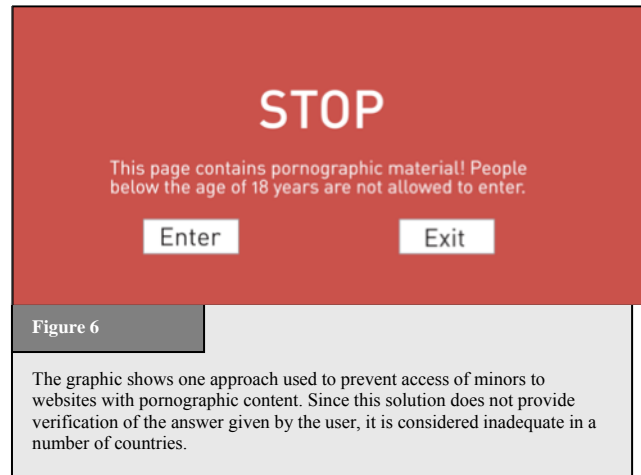 STOP
This page contains pornographic material! People
below the age of 18 years are not allowed to enter.
Enter Exit
Figure 6
The graphic shows one approach used to prevent access of minors to
websites with pornographic content. Since this solution does not provide
verification of the answer given by the user, it is considered inadequate in a
number of countries.